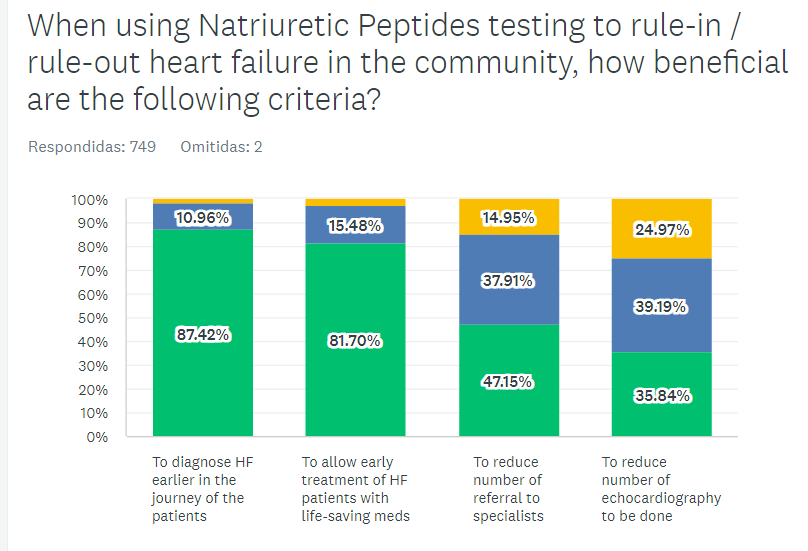 When using Natriuretic Peptides testing to rule-in /
rule-out heart failure in the community, how beneficial
are the following criteria?
Respondidas: 749 Omitidas: 2
100%
90%
80%
70%
60%
50%
40%
30%
20%
10%
0%
10.96%
87.42%
15.48%
81.70%
14.95%
37.91%
47.15%
24.97%
39.19%
35.84%
To diagnose HF
earlier in the
journey of the
patients
To allow early
treatment of HF
patients with
life-saving meds
To reduce
number of
referral to
specialists
To reduce
number of
echocardiography
to be done